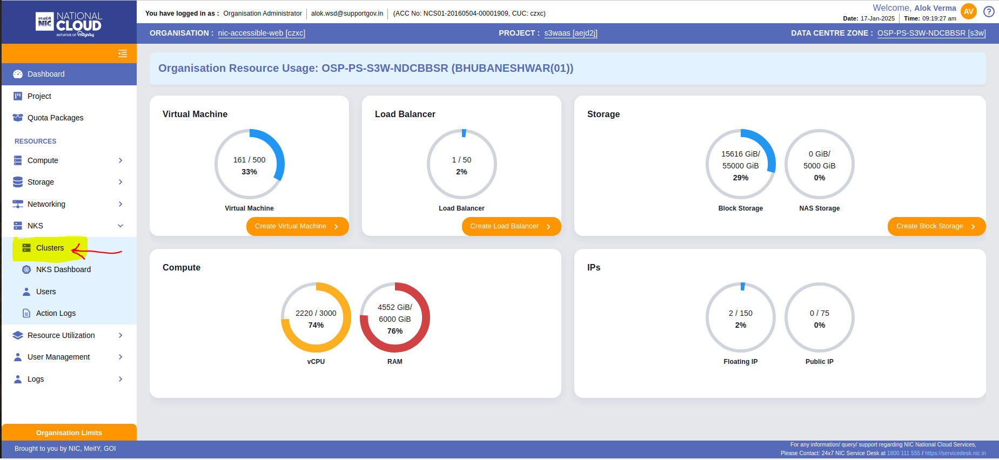 एन आई सी
NIC
NATIONAL
CLOUD
INITIATIVE OF meghraj
You have logged in as : Organisation Administrator alok.wsd@supportgov.in (ACC No: NCS01-20160504-00001909, CUC: czxc)
Welcome, Alok Verma
AV
Date: 17-Jan-2025 Time: 09:19:27 am
ORGANISATION : nic-accessible-web [czxc] PROJECT : s3waas [aejd2j] DATA CENTRE ZONE : OSP-PS-S3W-NDCBBSR [s3w]
Dashboard
Project
Quota Packages
RESOURCES
Compute
Storage
Networking
NKS
Clusters
NKS Dashboard
Users
Action Logs
Resource Utilization
User Management
Logs
Organisation Limits
Organisation Resource Usage: OSP-PS-S3W-NDCBBSR (BHUBANESHWAR(01))
Virtual Machine
161 / 500
33%
Virtual Machine
Create Virtual Machine
Load Balancer
1 / 50
2%
Load Balancer
Create Load Balancer
Storage
15616 GiB/
55000 GiB
29%
Block Storage
0 GiB/
5000 GiB
0%
NAS Storage
Create Block Storage
Compute
2220 / 3000
74%
vCPU
4552 GiB/
6000 GiB
76%
RAM
IPs
2 / 150
2%
Floating IP
0 / 75
0%
Public IP
Brought to you by NIC, MeitY, GOI
For any information/ query/ support regarding NIC National Cloud Services,
Please Contact: 24x7 NIC Service Desk at 1800 111 555 / https://servicedesk.nic.in